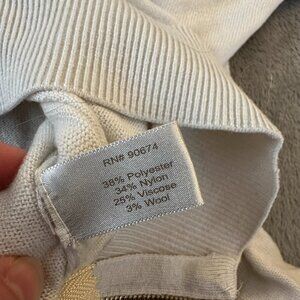 RN# 90674
38% Polyester
34% Nylon
25% Viscose
3% Wool